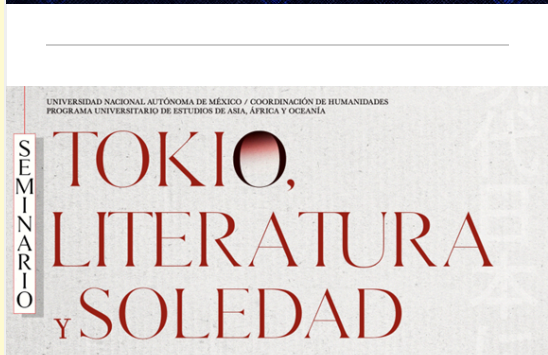 UNIVERSIDAD NACIONAL AUTÓNOMA DE MÉXICO / COORDINACIÓN DE HUMANIDADES
PROGRAMA UNIVERSITARIO DE ESTUDIOS DE ASIA, ÁFRICA Y OCEANÍA
SEMINARIO
TOKIO,
LITERATURA
Y SOLEDAD